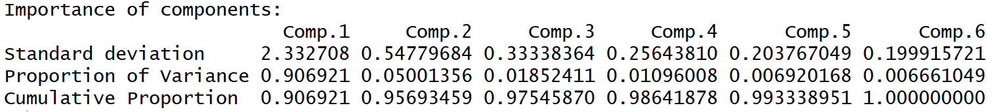 Importance of components:
Comp.1 Comp.2 Comp.3 Comp.4 Comp.5 Comp.6
Standard deviation 2.332708 0.54779684 0.33338364 0.25643810 0.203767049 0.199915721
Proportion of Variance 0.906921 0.05001356 0.01852411 0.01096008 0.006920168 0.006661049
Cumulative Proportion 0.906921 0.95693459 0.97545870 0.98641878 0.993338951 1.000000000